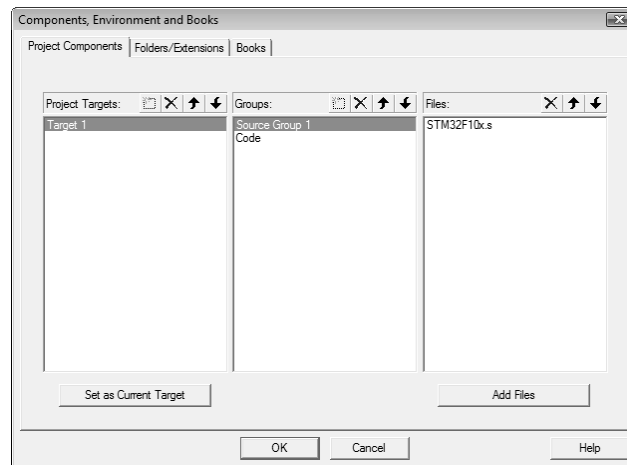 Components, Environment and Books
Project Components Folders/Extensions Books
Project Targets: Groups: Files:
Target 1 Source Group 1 STM32F10x.s
Code
Set as Current Target Add Files
OK Cancel Help